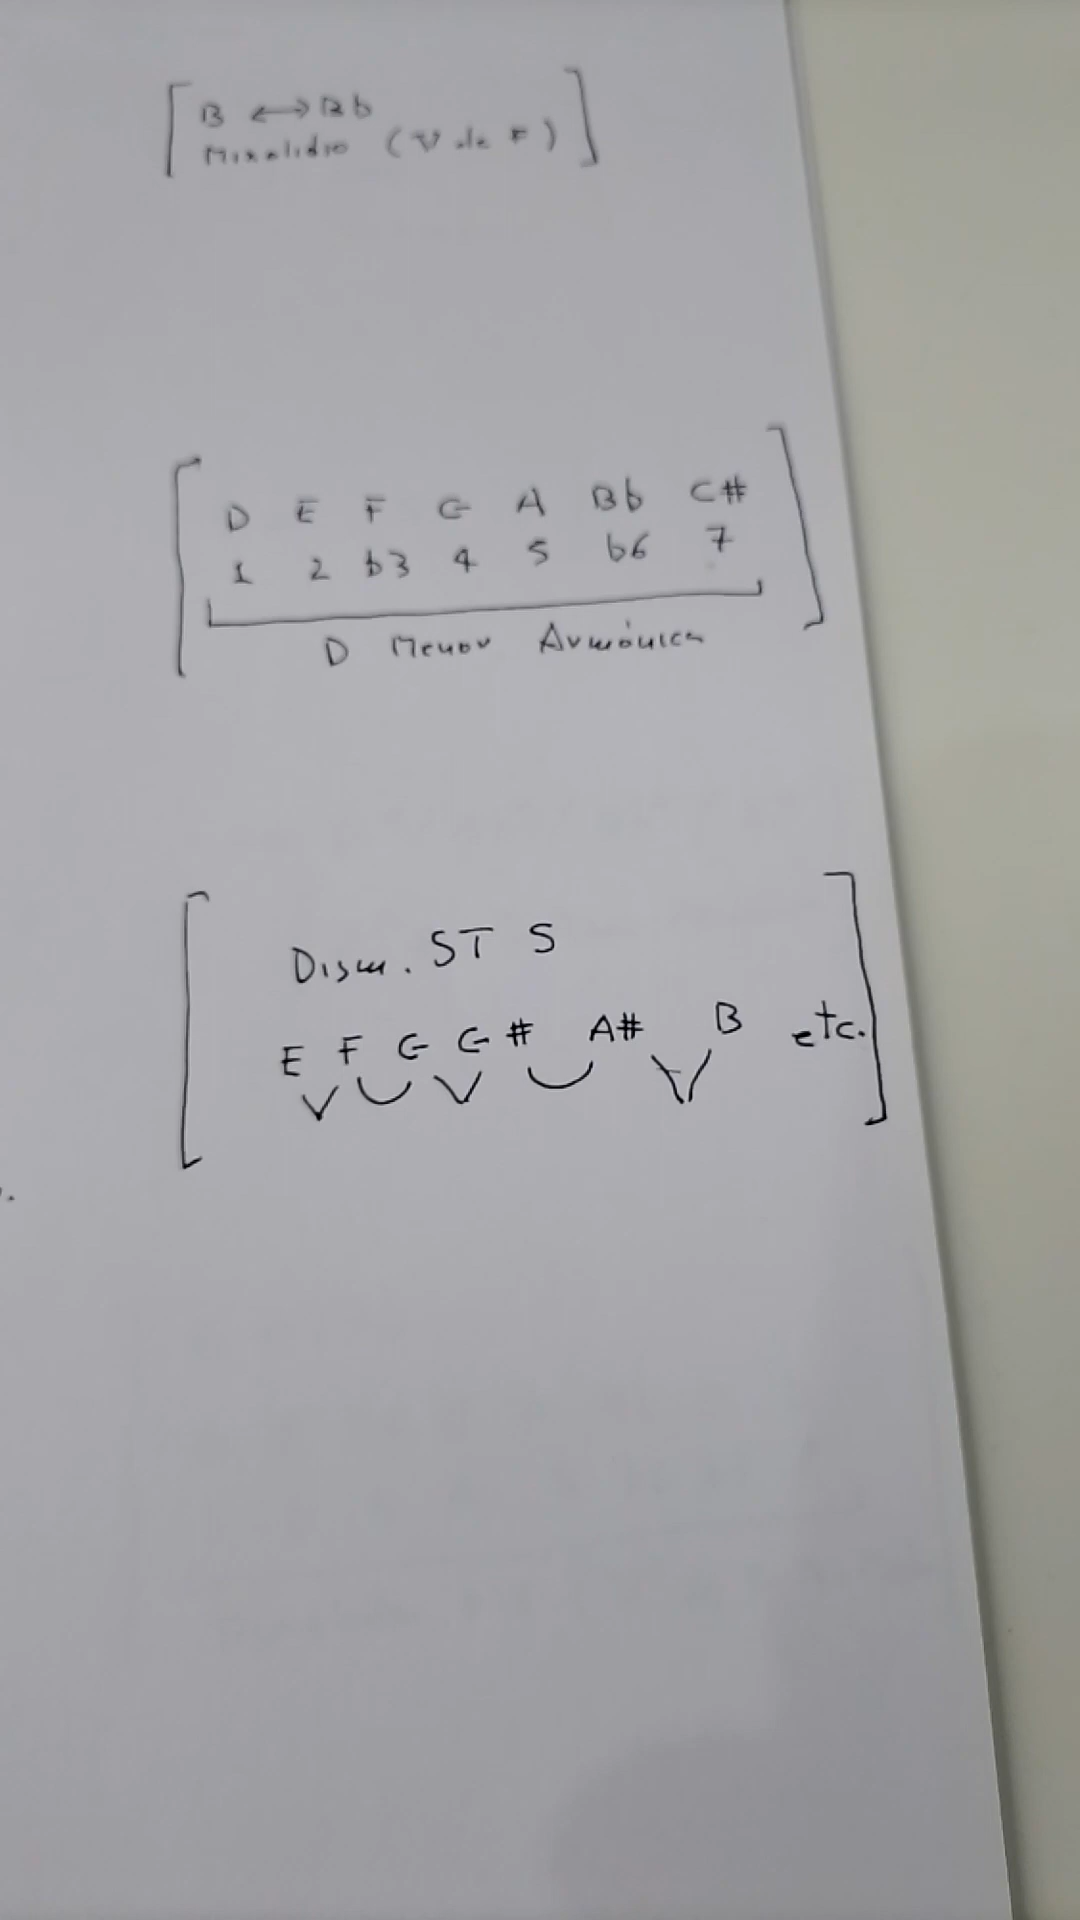 B ↔ Bb
Mixolidio (V de F)
D E F G A Bb C#
1 2 b3 4 5 b6 7
D Menor Armónica
Dism. ST S
E F G G# A# B etc.